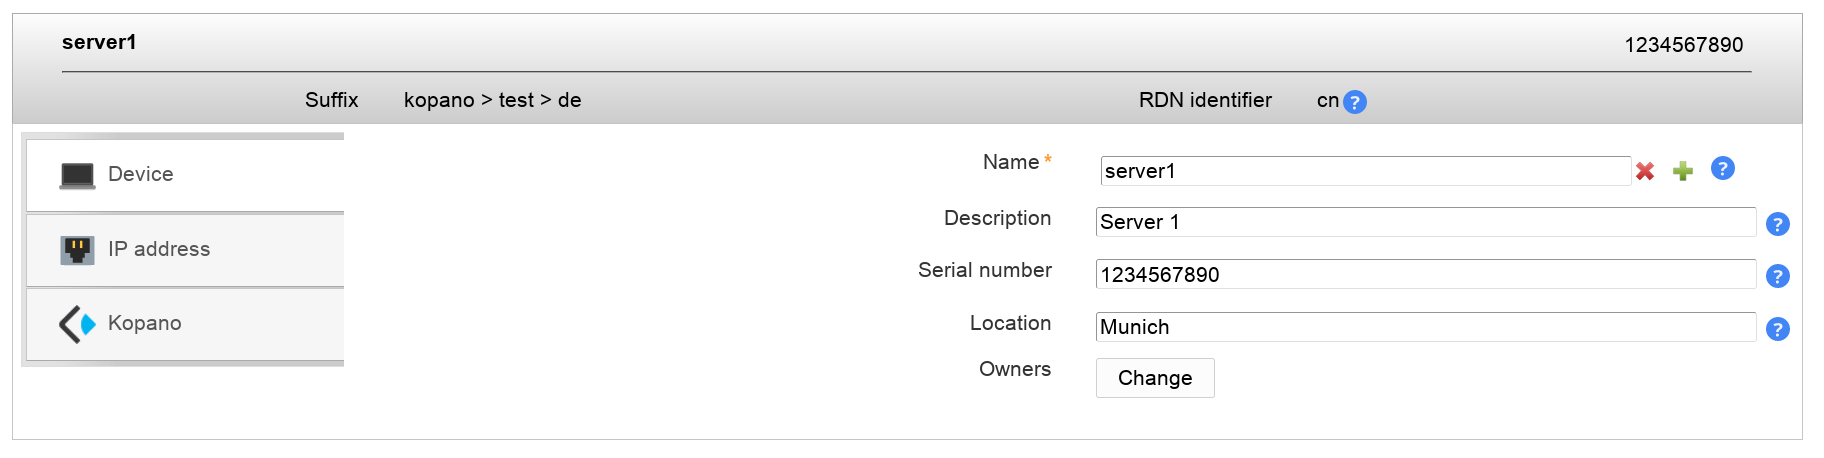 server1 1234567890
Suffix kopano > test > de RDN identifier cn ?
Device
IP address
Kopano
Name * server1 ?
Description Server 1 ?
Serial number 1234567890 ?
Location Munich ?
Owners Change